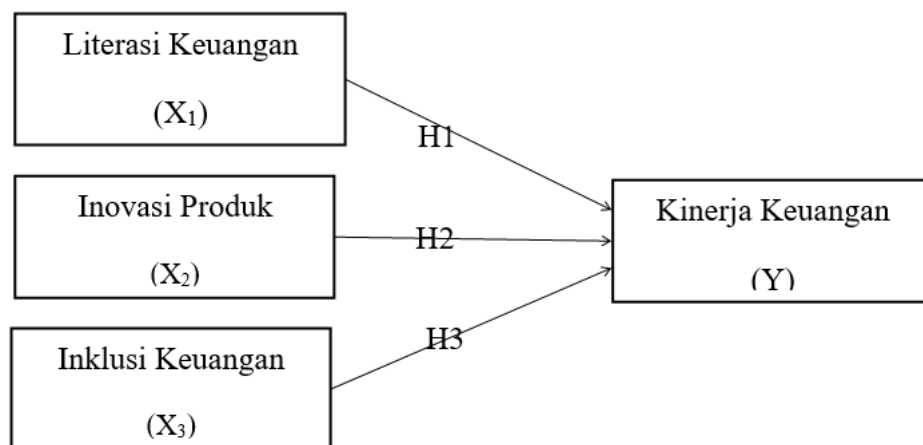 Literasi Keuangan
(X₁)
H1
Inovasi Produk
(X₂)
H2
Kinerja Keuangan
(Y)
H3
Inklusi Keuangan
(X₃)